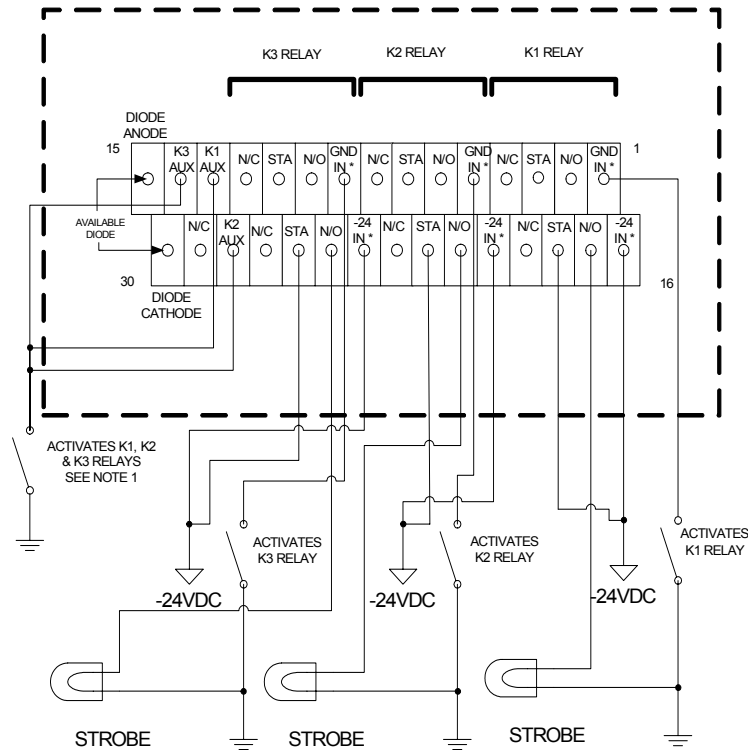 K3 RELAY K2 RELAY K1 RELAY
DIODE
ANODE
15 K3 AUX K1 AUX N/C STA N/O GND IN * N/C STA N/O GND IN * N/C STA N/O GND IN * 1
AVAILABLE
DIODE
30 N/C K2 AUX N/C STA N/O -24 IN * N/C STA N/O -24 IN * N/C STA N/O -24 IN * 16
DIODE
CATHODE
ACTIVATES K1, K2
& K3 RELAYS
SEE NOTE 1
ACTIVATES
K3 RELAY
ACTIVATES
K2 RELAY
ACTIVATES
K1 RELAY
-24VDC -24VDC -24VDC
STROBE STROBE STROBE